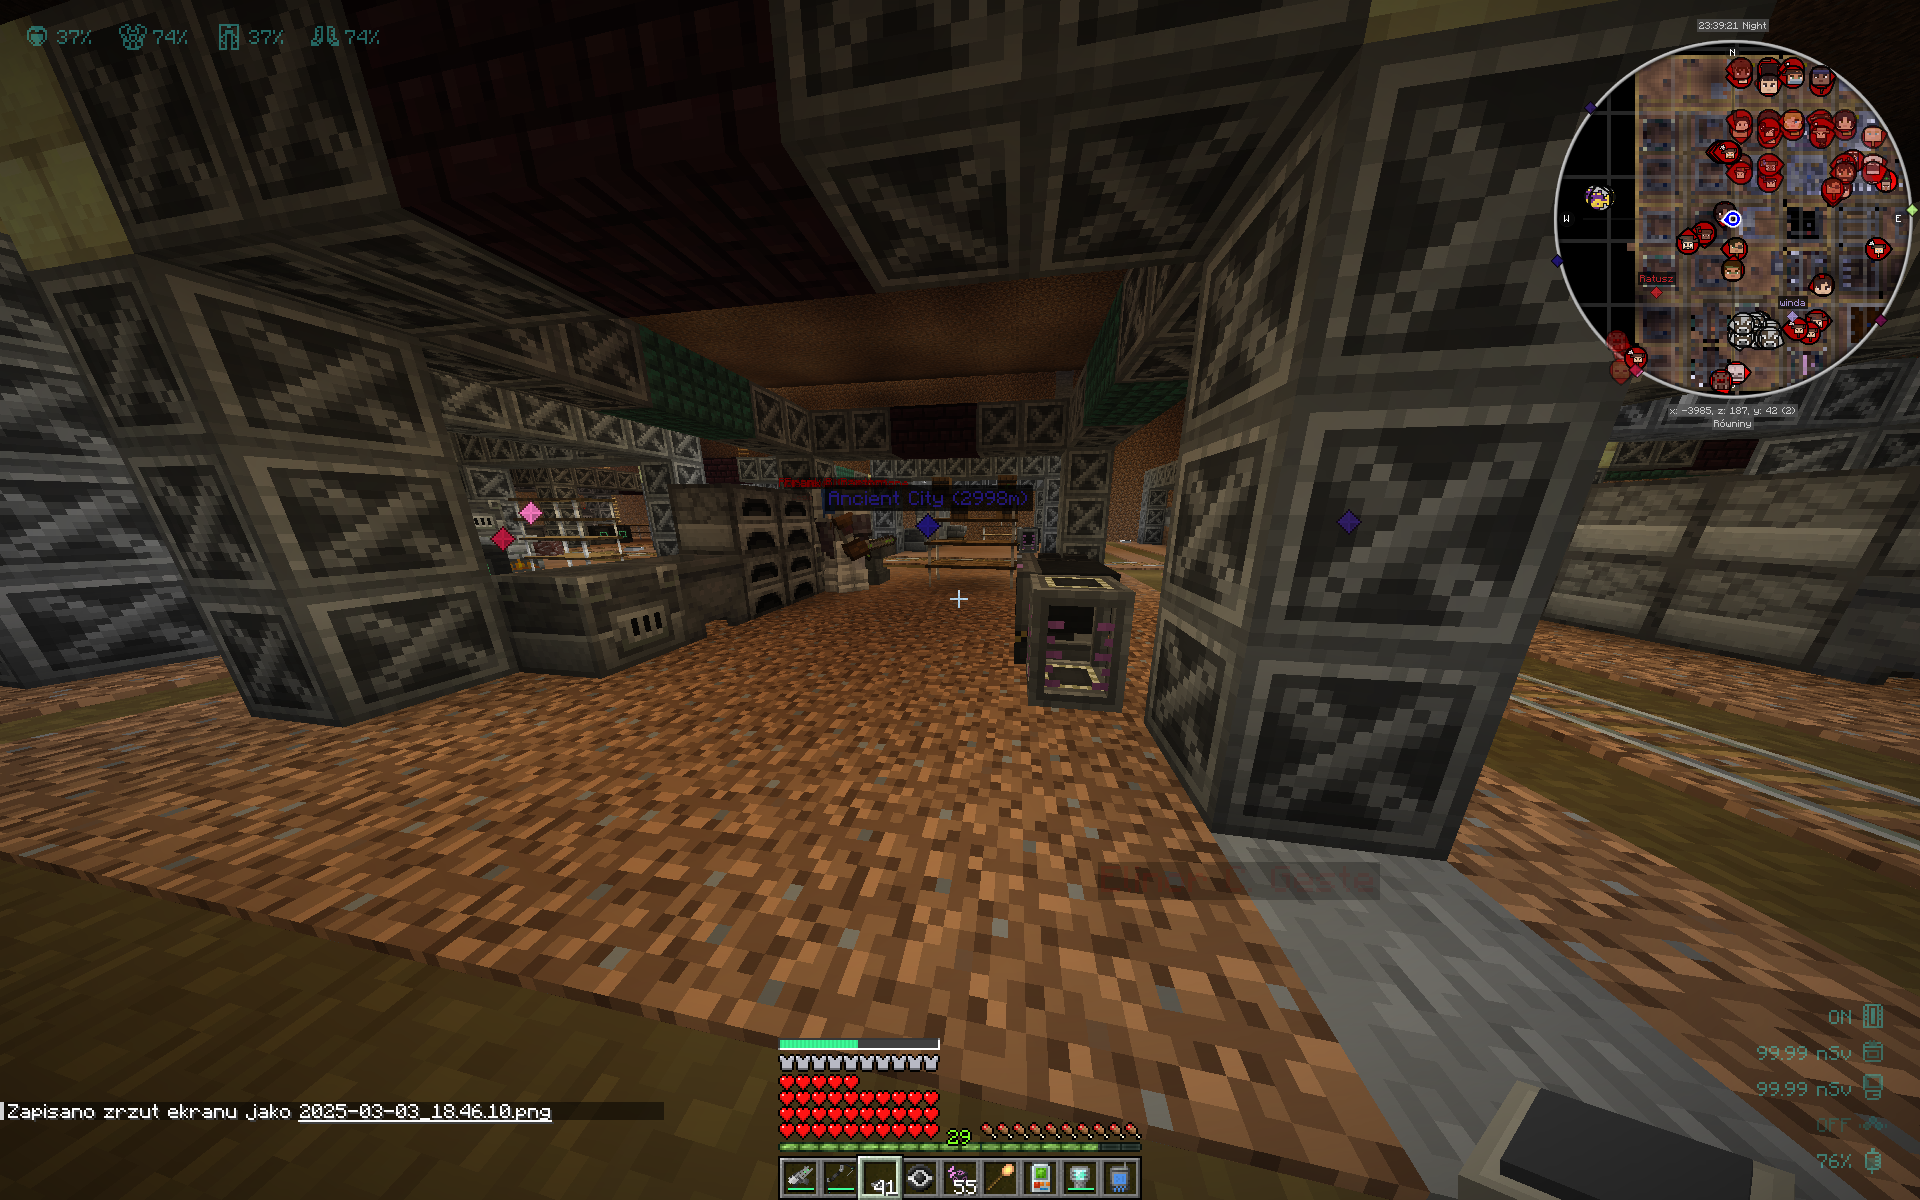 37% 74% 37% 74%
23:39:21 Night
N
W
E
Ratusz
winda
x: -3985, z: 187, y: 42 (2)
Równiny
Ancient City (2998m)
ON
99.99 nSv
99.99 nSv
OFF
76%
Zapisano zrzut ekranu jako 2025-03-03_18.46.10.png
29
41
55